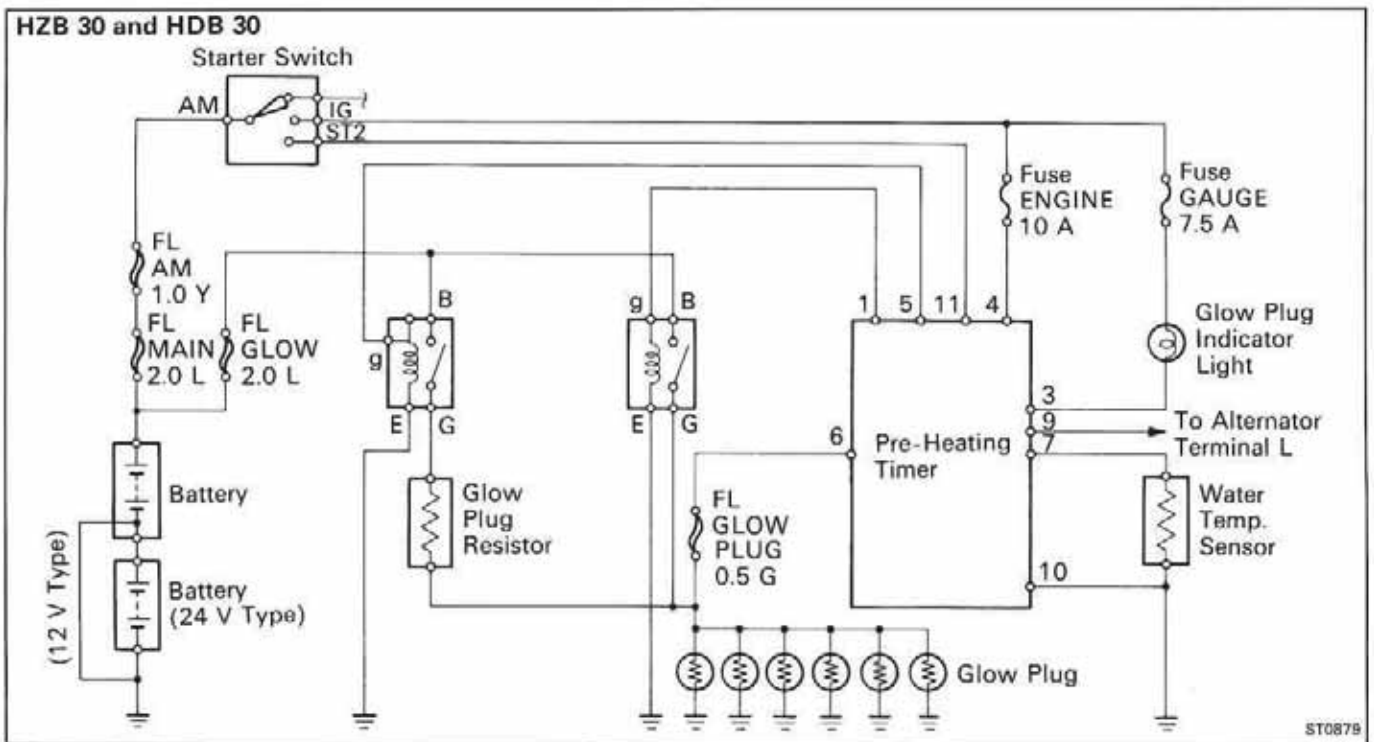 HZB 30 and HDB 30
Starter Switch
AM
IG
ST2
FL
AM
1.0 Y
FL
MAIN
2.0 L
FL
GLOW
2.0 L
B
g
E
G
g
B
E
G
Fuse
ENGINE
10 A
Fuse
GAUGE
7.5 A
1
5
11
4
Glow Plug
Indicator
Light
3
9
To Alternator
Terminal L
7
6
Pre-Heating
Timer
10
Water
Temp.
Sensor
Battery
Battery
(24 V Type)
(12 V Type)
Glow
Plug
Resistor
FL
GLOW
PLUG
0.5 G
Glow Plug
ST0879